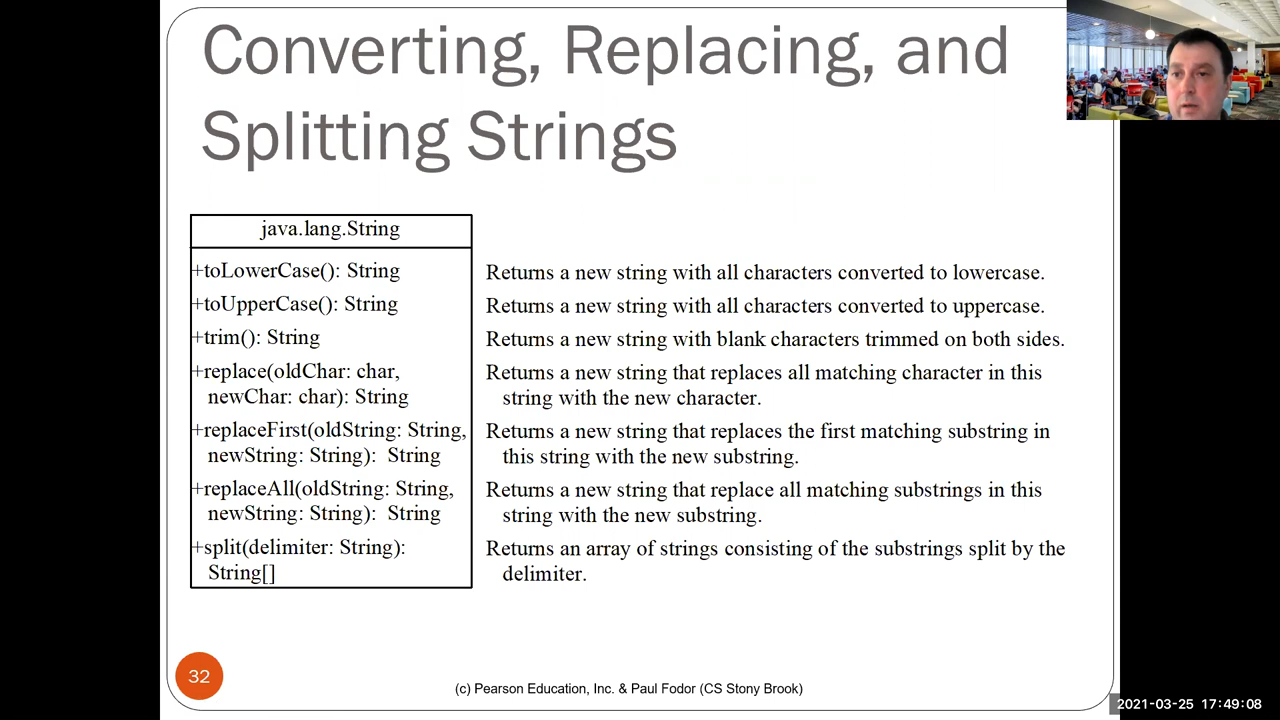 Converting, Replacing, and
Splitting Strings
java.lang.String
+toLowerCase(): String
Returns a new string with all characters converted to lowercase.
+toUpperCase(): String
Returns a new string with all characters converted to uppercase.
+trim(): String
Returns a new string with blank characters trimmed on both sides.
+replace(oldChar: char,
newChar: char): String
Returns a new string that replaces all matching character in this
string with the new character.
+replaceFirst(oldString: String,
newString: String): String
Returns a new string that replaces the first matching substring in
this string with the new substring.
+replaceAll(oldString: String,
newString: String): String
Returns a new string that replace all matching substrings in this
string with the new substring.
+split(delimiter: String):
String[]
Returns an array of strings consisting of the substrings split by the
delimiter.
32
(c) Pearson Education, Inc. & Paul Fodor (CS Stony Brook)
2021-03-25 17:49:08